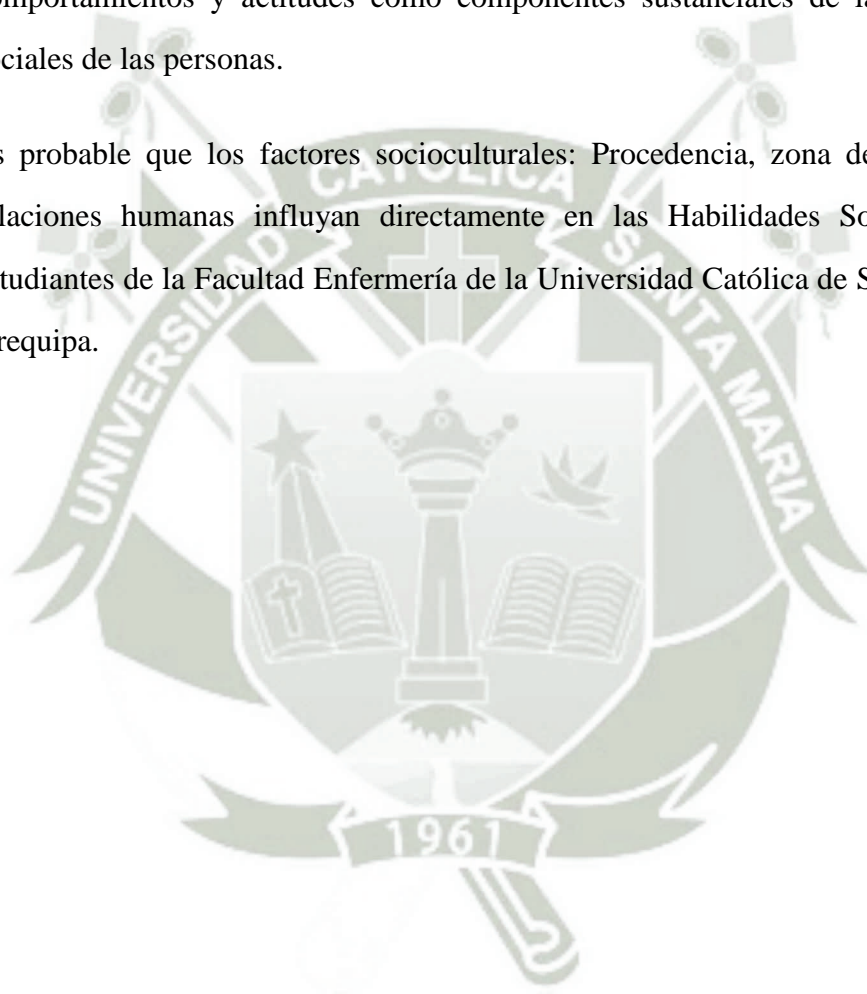 omportamientos y actitudes como componentes sustanciales de
ociales de las personas.
s probable que los factores socioculturales: Procedencia, zona de
laciones humanas influyan directamente en las Habilidades So
tudiantes de la Facultad Enfermería de la Universidad Católica de S
requipa.
UNIVERSIDAD CATOLICA SANTA MARIA
1961